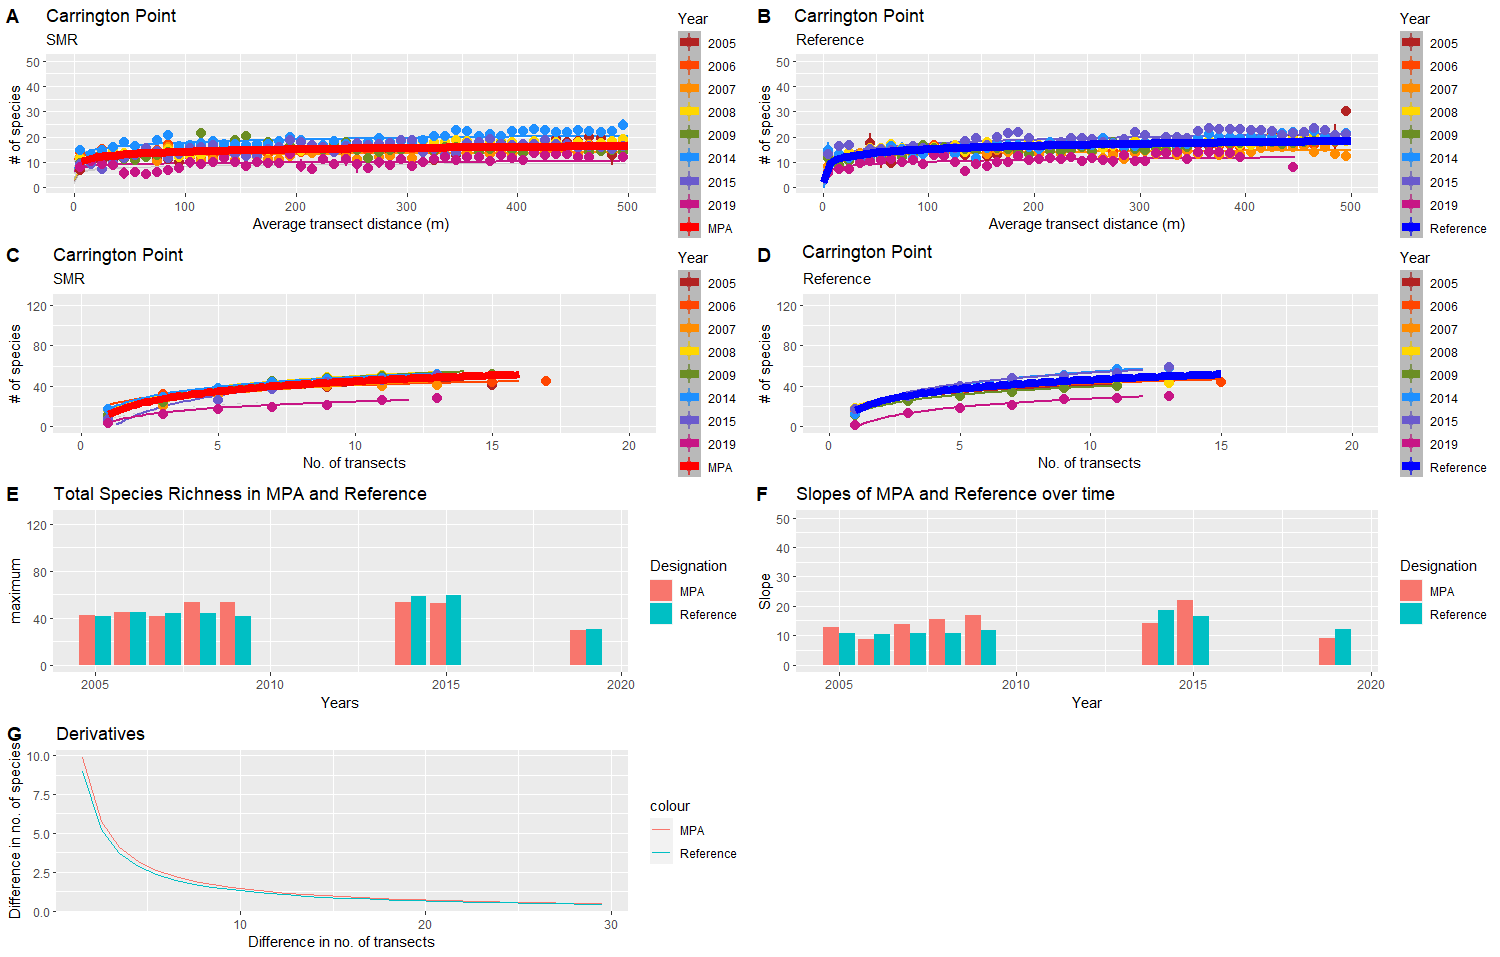 A Carrington Point
SMR
# of species
50
40
30
20
10
0
0 100 200 300 400 500
Average transect distance (m)
Year
2005
2006
2007
2008
2009
2014
2015
2019
MPA
B Carrington Point
Reference
# of species
50
40
30
20
10
0
0 100 200 300 400 500
Average transect distance (m)
Year
2005
2006
2007
2008
2009
2014
2015
2019
Reference
C Carrington Point
SMR
# of species
120
80
40
0
0 5 10 15 20
No. of transects
Year
2005
2006
2007
2008
2009
2014
2015
2019
MPA
D Carrington Point
Reference
# of species
120
80
40
0
0 5 10 15 20
No. of transects
Year
2005
2006
2007
2008
2009
2014
2015
2019
Reference
E Total Species Richness in MPA and Reference
maximum
120
80
40
0
2005 2010 2015 2020
Years
Designation
MPA
Reference
F Slopes of MPA and Reference over time
Slope
50
40
30
20
10
0
2005 2010 2015 2020
Year
Designation
MPA
Reference
G Derivatives
Difference in no. of species
10.0
7.5
5.0
2.5
0.0
10 20 30
Difference in no. of transects
colour
MPA
Reference